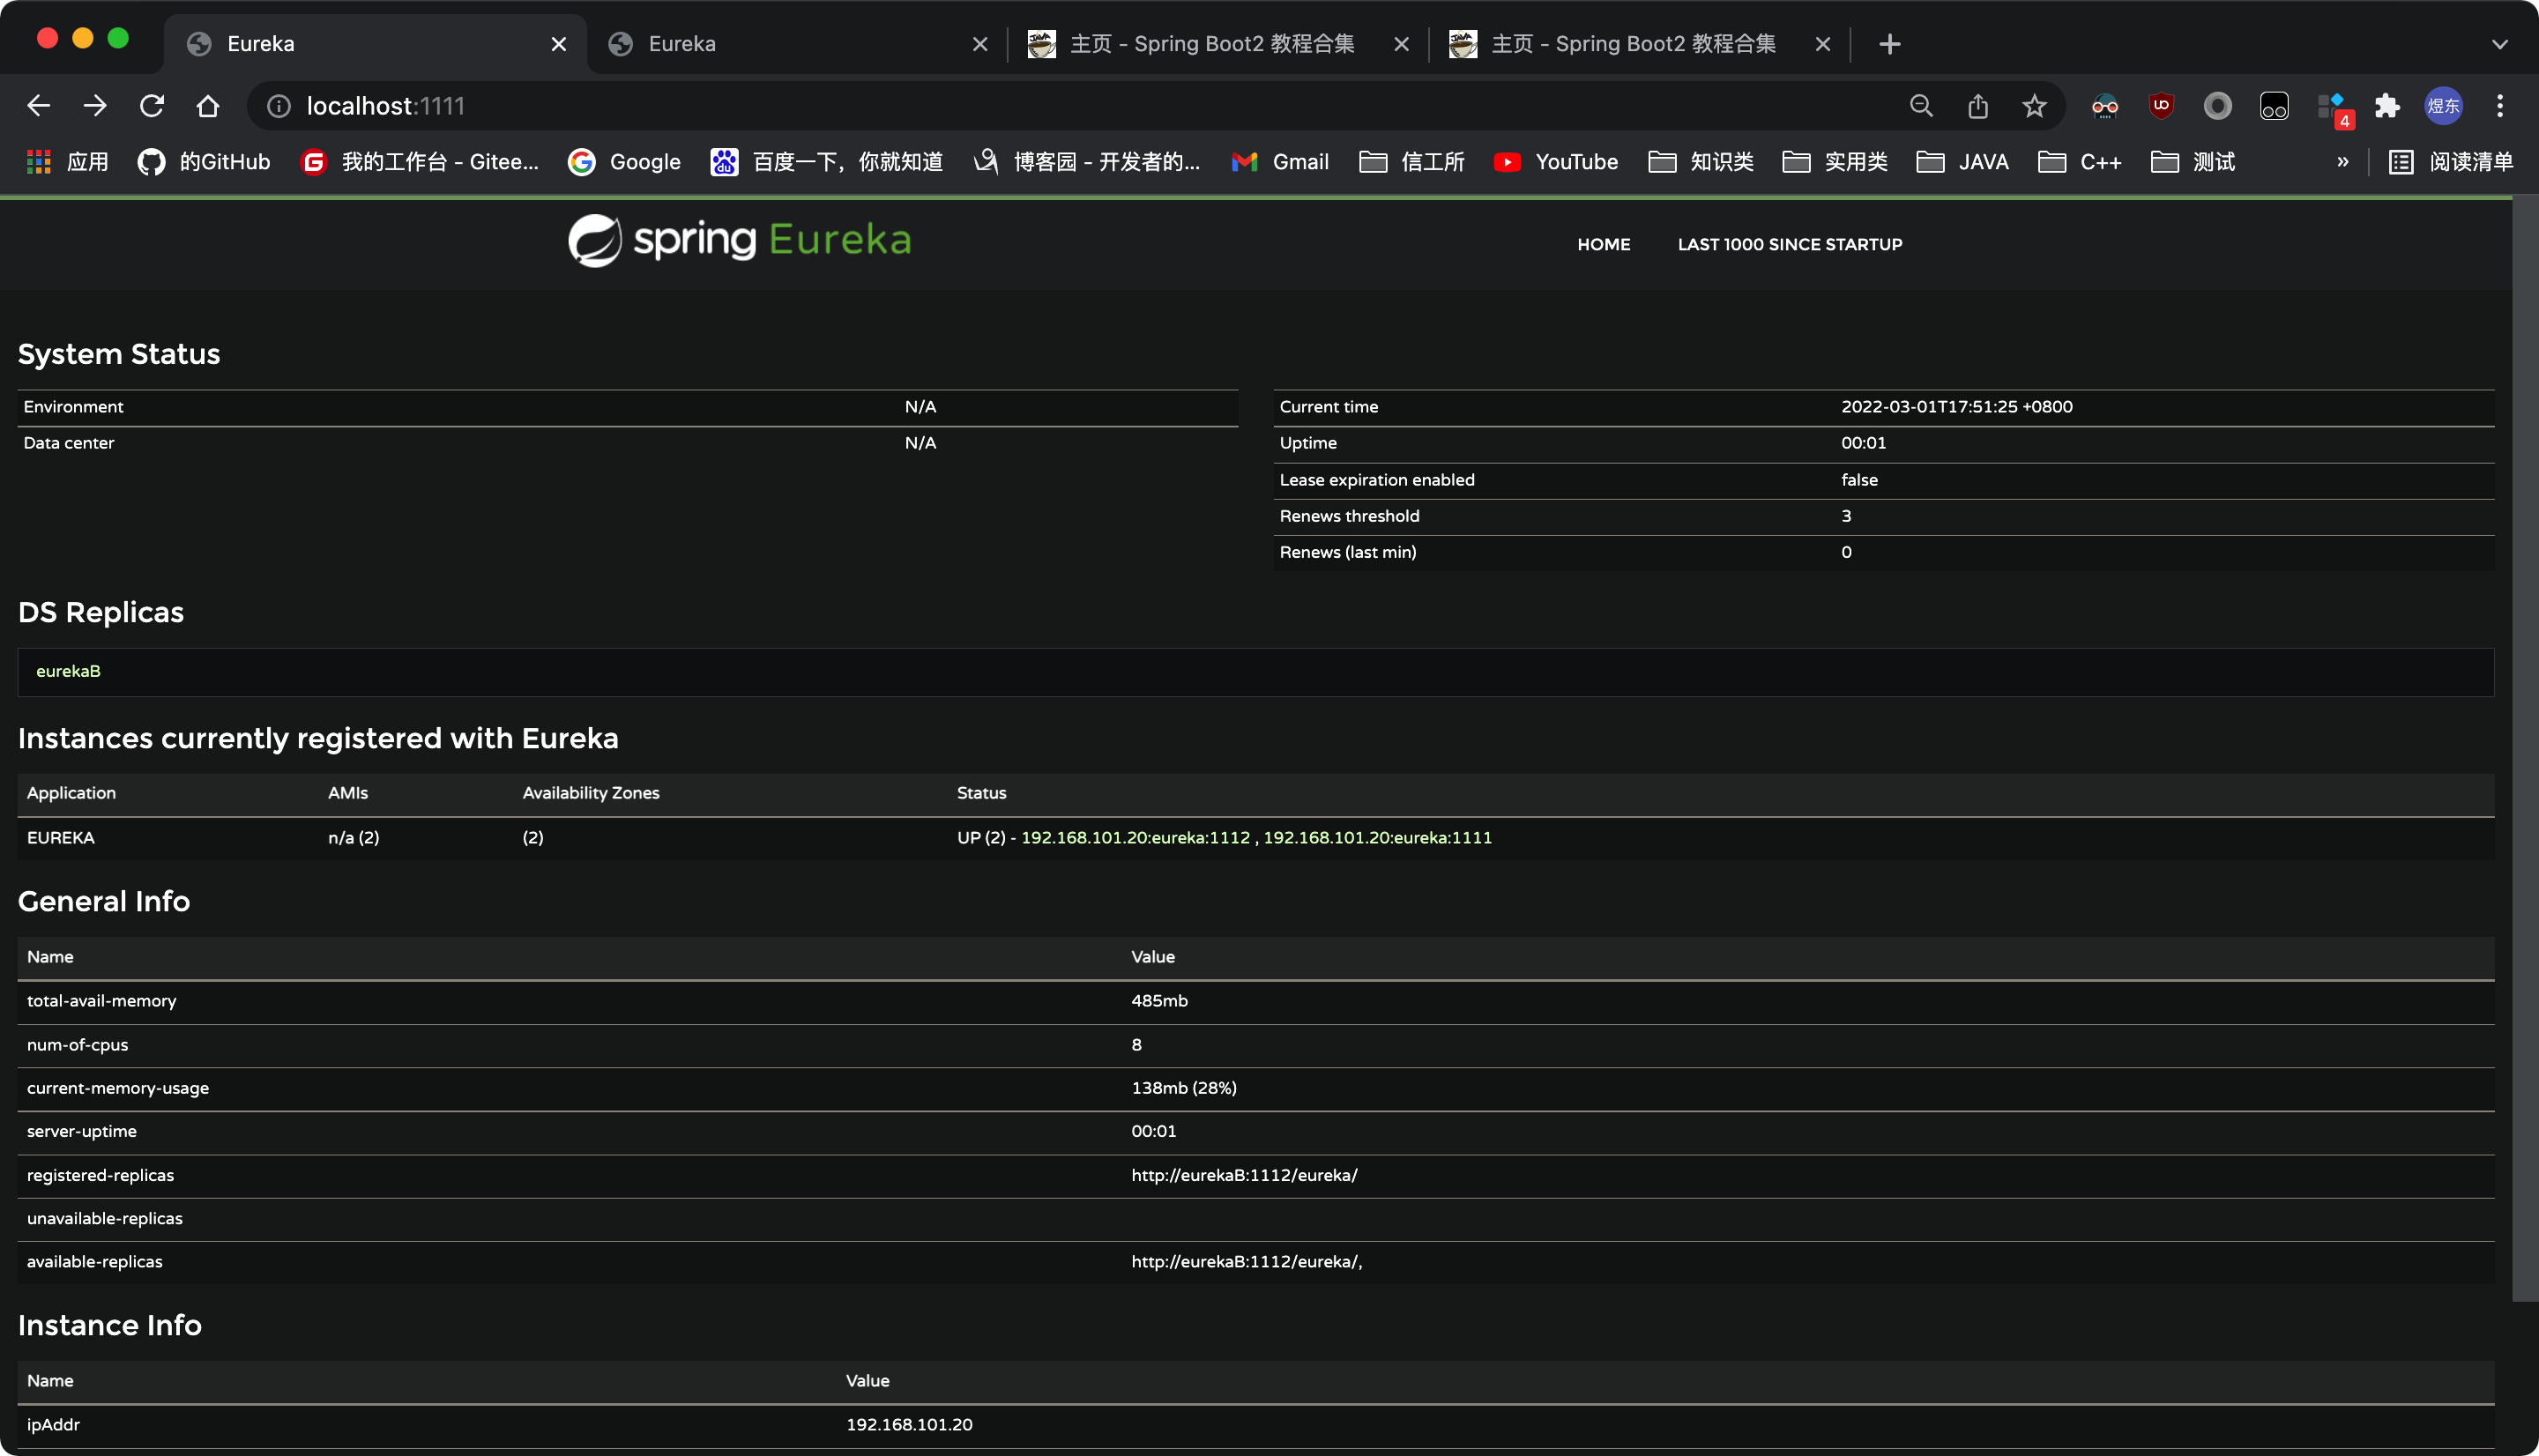 Eureka
Eureka
主页 - Spring Boot2 教程合集
主页 - Spring Boot2 教程合集
localhost:1111
4
煜东
应用
的GitHub
我的工作台 - Gitee...
Google
百度一下，你就知道
博客园 - 开发者的...
Gmail
信工所
YouTube
知识类
实用类
JAVA
C++
测试
»
阅读清单
spring Eureka
HOME
LAST 1000 SINCE STARTUP
System Status
Environment N/A
Data center N/A
Current time 2022-03-01T17:51:25 +0800
Uptime 00:01
Lease expiration enabled false
Renews threshold 3
Renews (last min) 0
DS Replicas
eurekaB
Instances currently registered with Eureka
Application AMIs Availability Zones Status
EUREKA n/a (2) (2) UP (2) - 192.168.101.20:eureka:1112 , 192.168.101.20:eureka:1111
General Info
Name Value
total-avail-memory 485mb
num-of-cpus 8
current-memory-usage 138mb (28%)
server-uptime 00:01
registered-replicas http://eurekaB:1112/eureka/
unavailable-replicas
available-replicas http://eurekaB:1112/eureka/,
Instance Info
Name Value
ipAddr 192.168.101.20